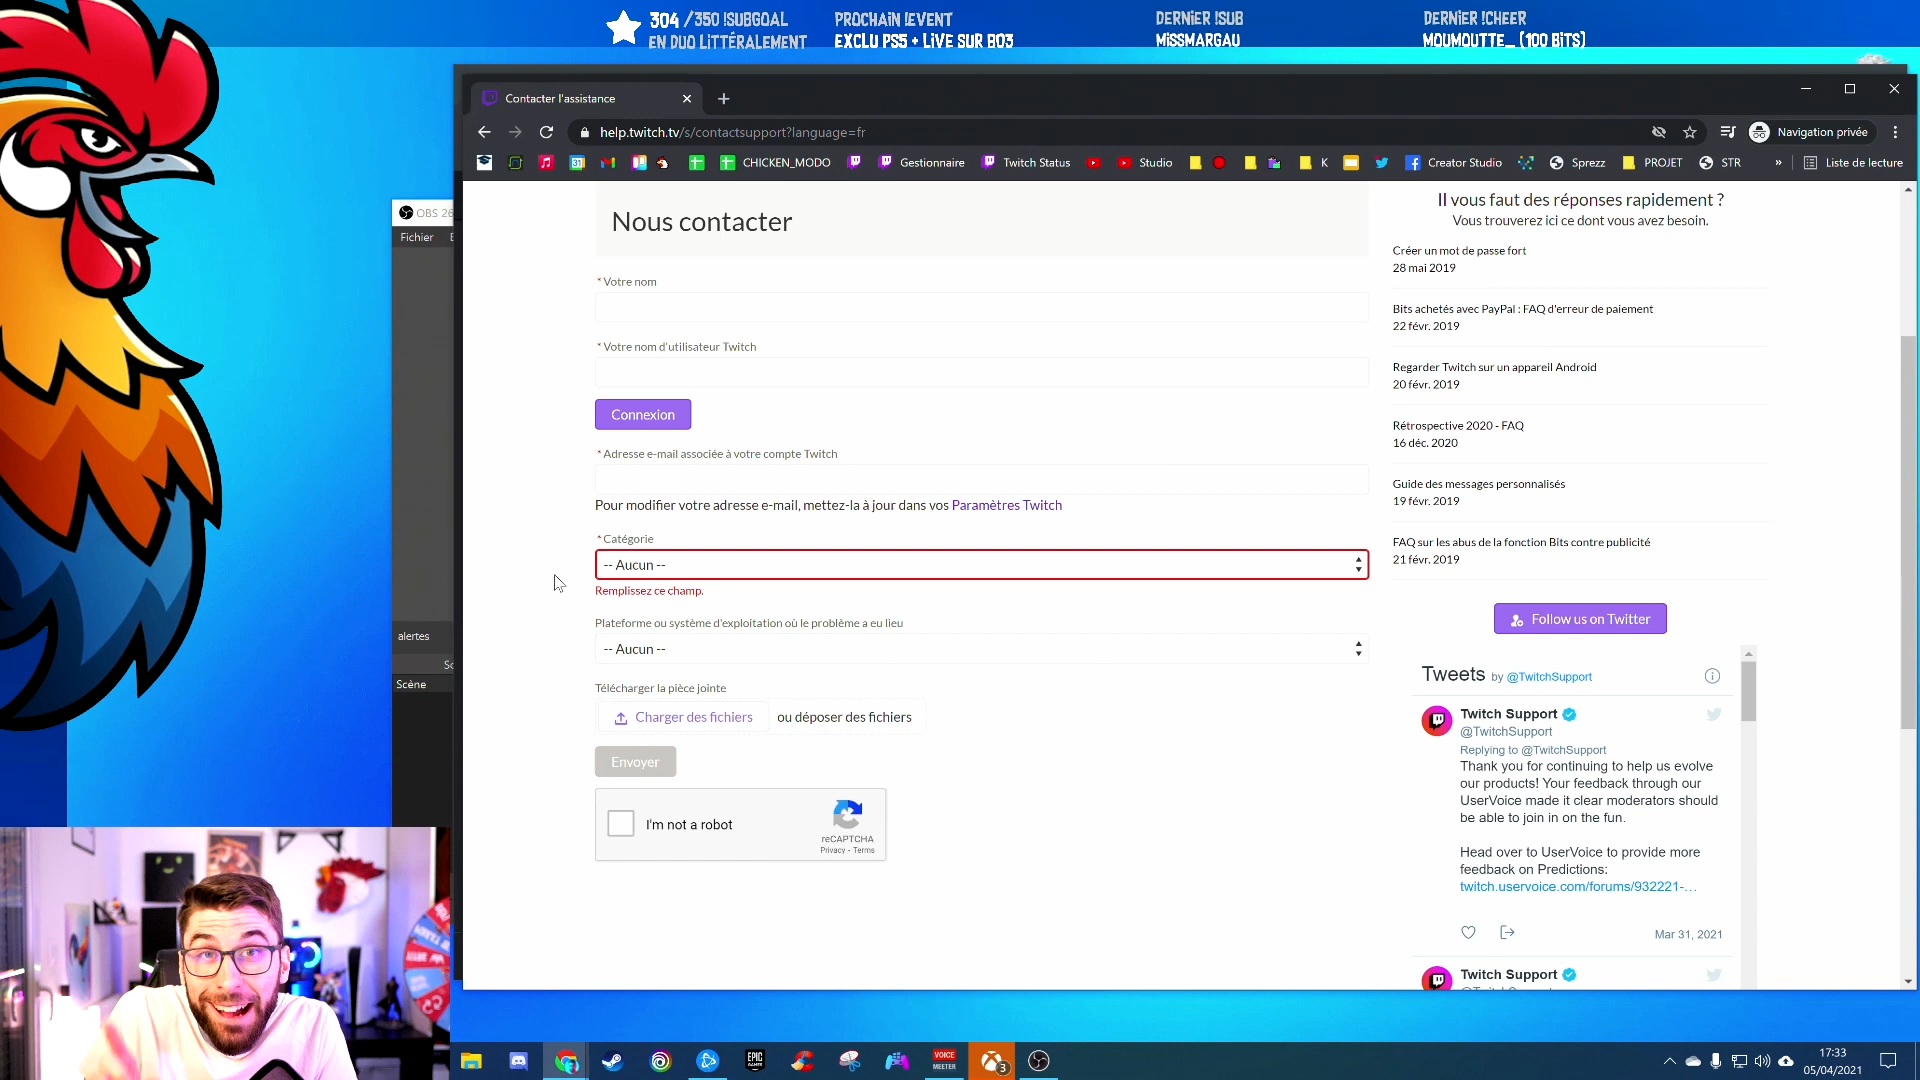 304 /350 !SUBGOAL
EN DUO LITTÉRALEMENT
PROCHAIN !EVENT
EXCLU PS5 + LIVE SUR BO3
DERNIER !SUB
MISSMARGAU
DERNIER !CHEER
MOUMOUTTE_ (100 BITS)
Contacter l'assistance
help.twitch.tv/s/contactsupport?language=fr
Navigation privée
31
CHICKEN_MODO
Gestionnaire
Twitch Status
Studio
K
Creator Studio
Sprezz
PROJET
STR
»
Liste de lecture
OBS 26
Fichier
alertes
Scène
Nous contacter
* Votre nom
* Votre nom d'utilisateur Twitch
Connexion
* Adresse e-mail associée à votre compte Twitch
Pour modifier votre adresse e-mail, mettez-la à jour dans vos Paramètres Twitch
* Catégorie
-- Aucun --
Remplissez ce champ.
Plateforme ou système d'exploitation où le problème a eu lieu
-- Aucun --
Télécharger la pièce jointe
Charger des fichiers ou déposer des fichiers
Envoyer
I'm not a robot
reCAPTCHA
Privacy - Terms
Il vous faut des réponses rapidement ?
Vous trouverez ici ce dont vous avez besoin.
Créer un mot de passe fort
28 mai 2019
Bits achetés avec PayPal : FAQ d'erreur de paiement
22 févr. 2019
Regarder Twitch sur un appareil Android
20 févr. 2019
Rétrospective 2020 - FAQ
16 déc. 2020
Guide des messages personnalisés
19 févr. 2019
FAQ sur les abus de la fonction Bits contre publicité
21 févr. 2019
Follow us on Twitter
Tweets by @TwitchSupport
Twitch Support
@TwitchSupport
Replying to @TwitchSupport
Thank you for continuing to help us evolve
our products! Your feedback through our
UserVoice made it clear moderators should
be able to join in on the fun.
Head over to UserVoice to provide more
feedback on Predictions:
twitch.uservoice.com/forums/932221-…
Mar 31, 2021
Twitch Support
EPIC
GAMES
VOICE
MEETER
3
17:33
05/04/2021